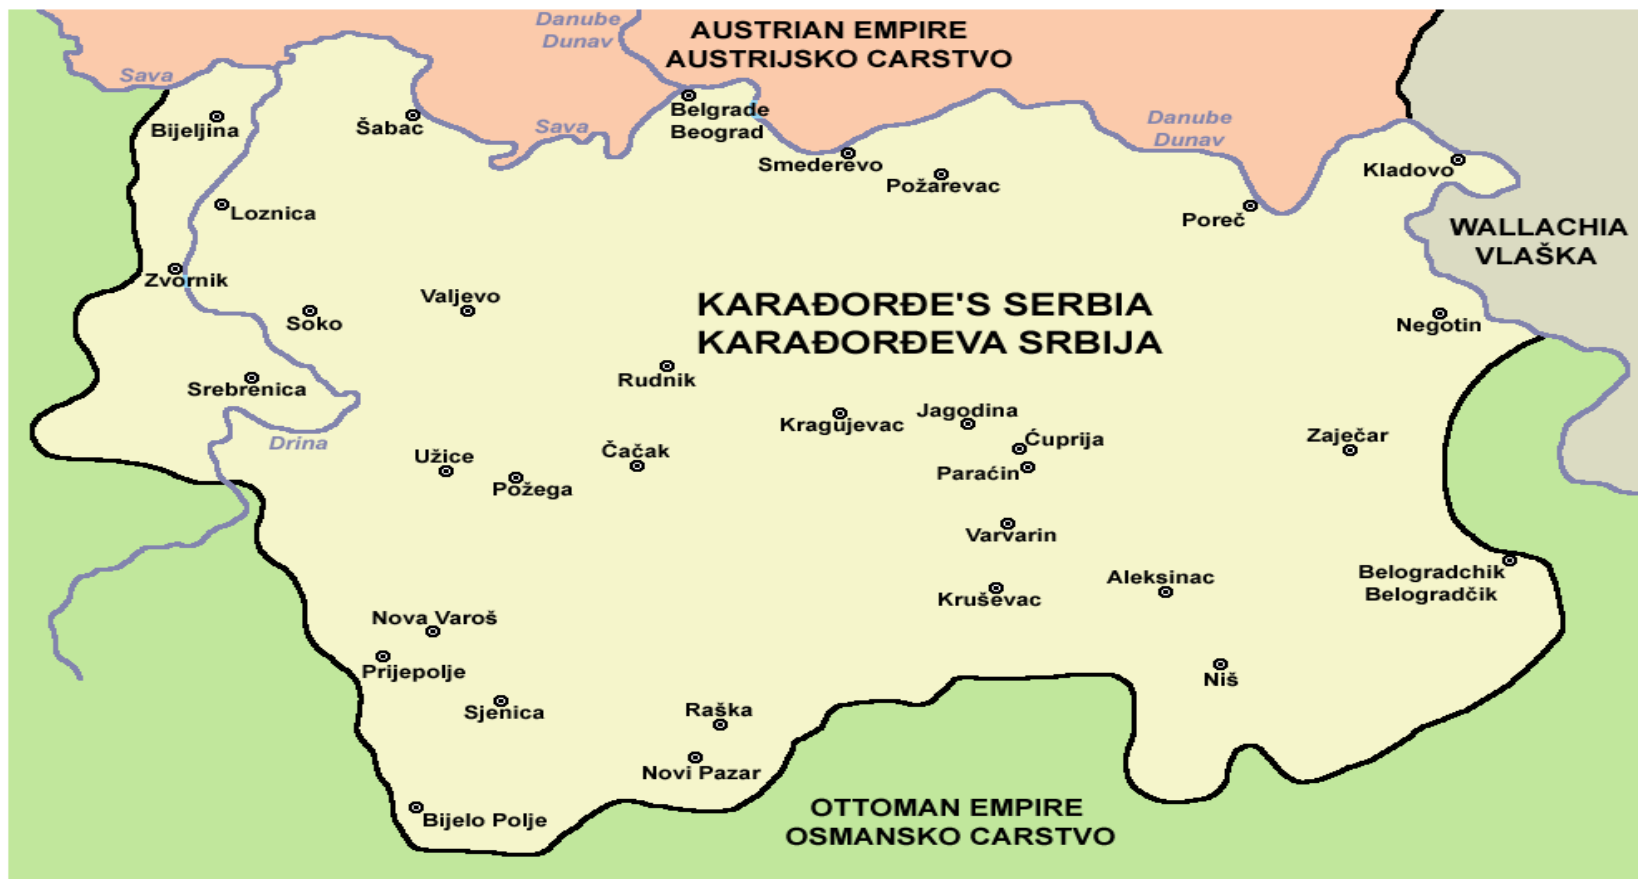 Danube
Dunav
AUSTRIAN EMPIRE
AUSTRIJSKO CARSTVO
Sava
Bijeljina
Šabac
Sava
Belgrade
Beograd
Danube
Dunav
Smederevo
Požarevac
Kladovo
Loznica
Poreč
WALLACHIA
VLAŠKA
Zvornik
Soko
Valjevo
KARAĐORĐE'S SERBIA
KARAĐORĐEVA SRBIJA
Negotin
Srebrenica
Rudnik
Drina
Kragujevac
Jagodina
Ćuprija
Zaječar
Užice
Požega
Čačak
Paraćin
Varvarin
Kruševac
Aleksinac
Belogradchik
Belogradčik
Nova Varoš
Prijepolje
Sjenica
Raška
Niš
Novi Pazar
Bijelo Polje
OTTOMAN EMPIRE
OSMANSKO CARSTVO